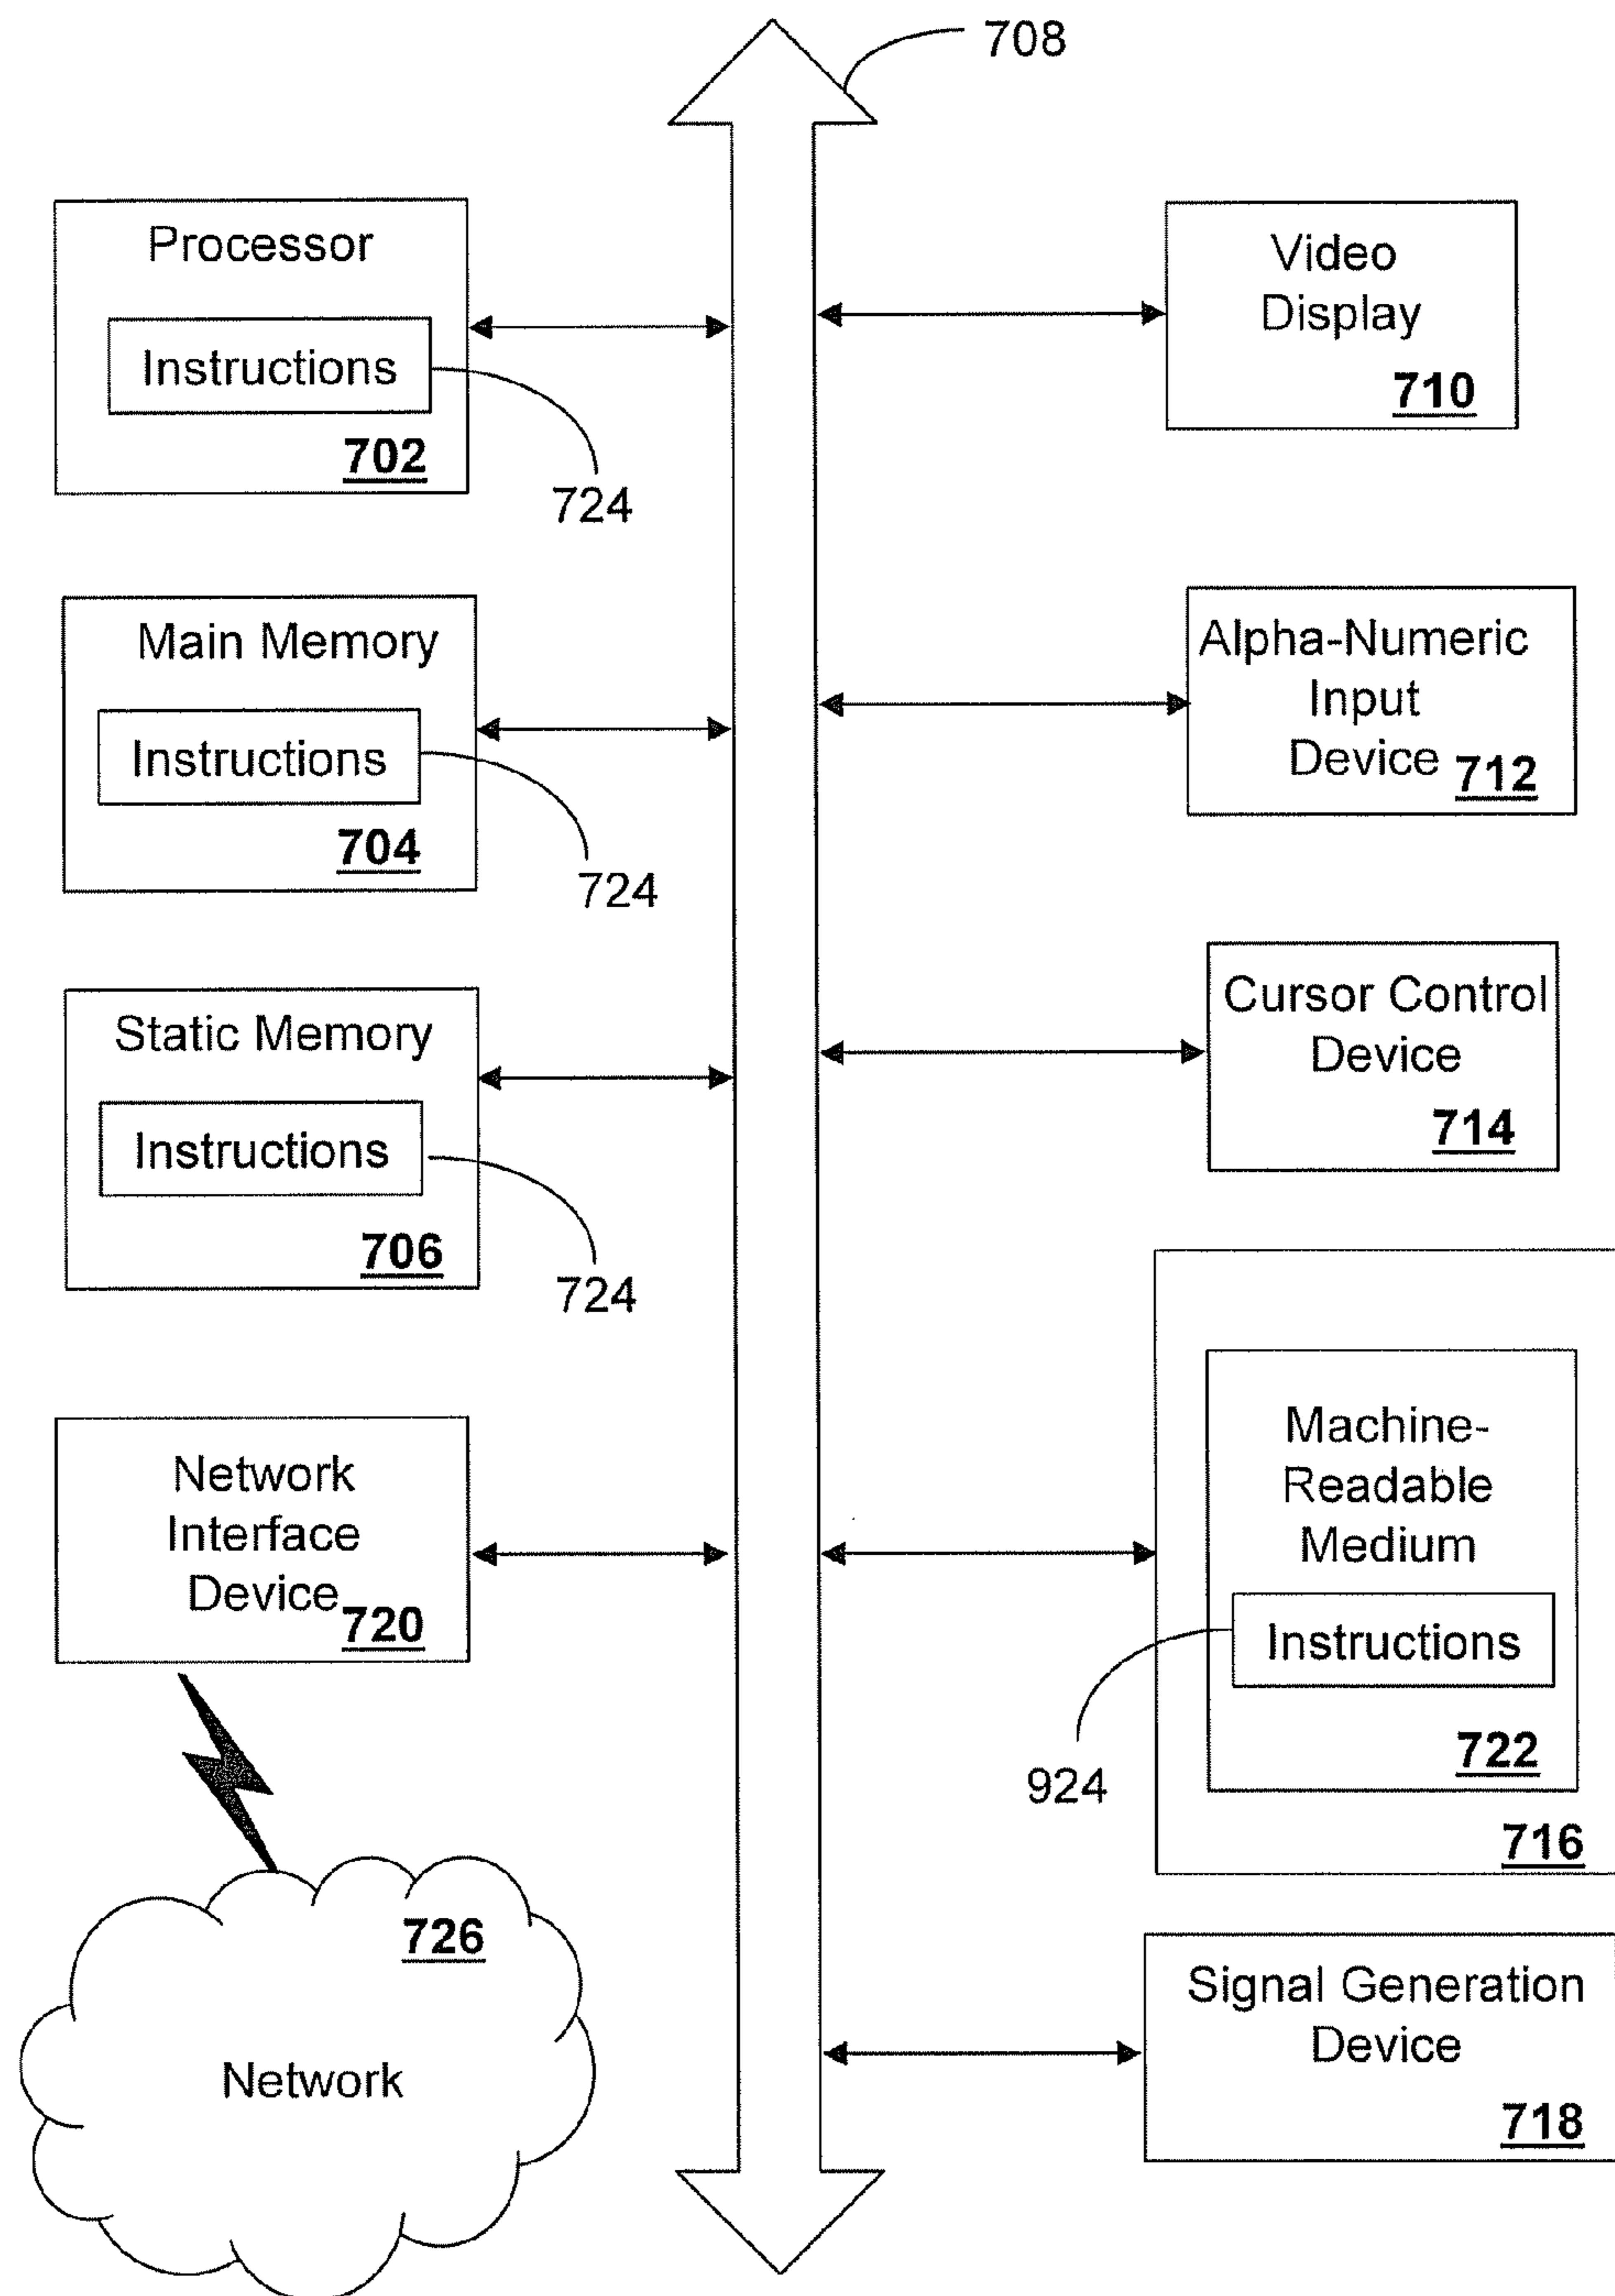 708
Processor
Instructions
702
724
Main Memory
Instructions
704
724
Static Memory
Instructions
706
724
Network
Interface
Device
720
726
Network
Video
Display
710
Alpha-Numeric
Input
Device
712
Cursor Control
Device
714
Machine-
Readable
Medium
Instructions
924
722
716
Signal Generation
Device
718